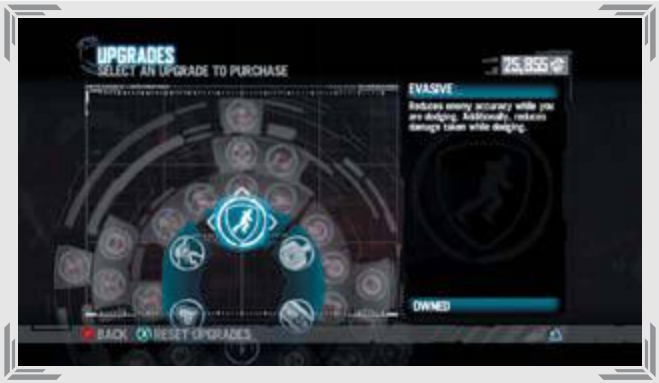 UPGRADES
SELECT AN UPGRADE TO PURCHASE
25,855
EVASIVE
Reduces enemy accuracy while you
are dodging. Additionally, reduces
damage taken while dodging.
OWNED
BACK RESET UPGRADES